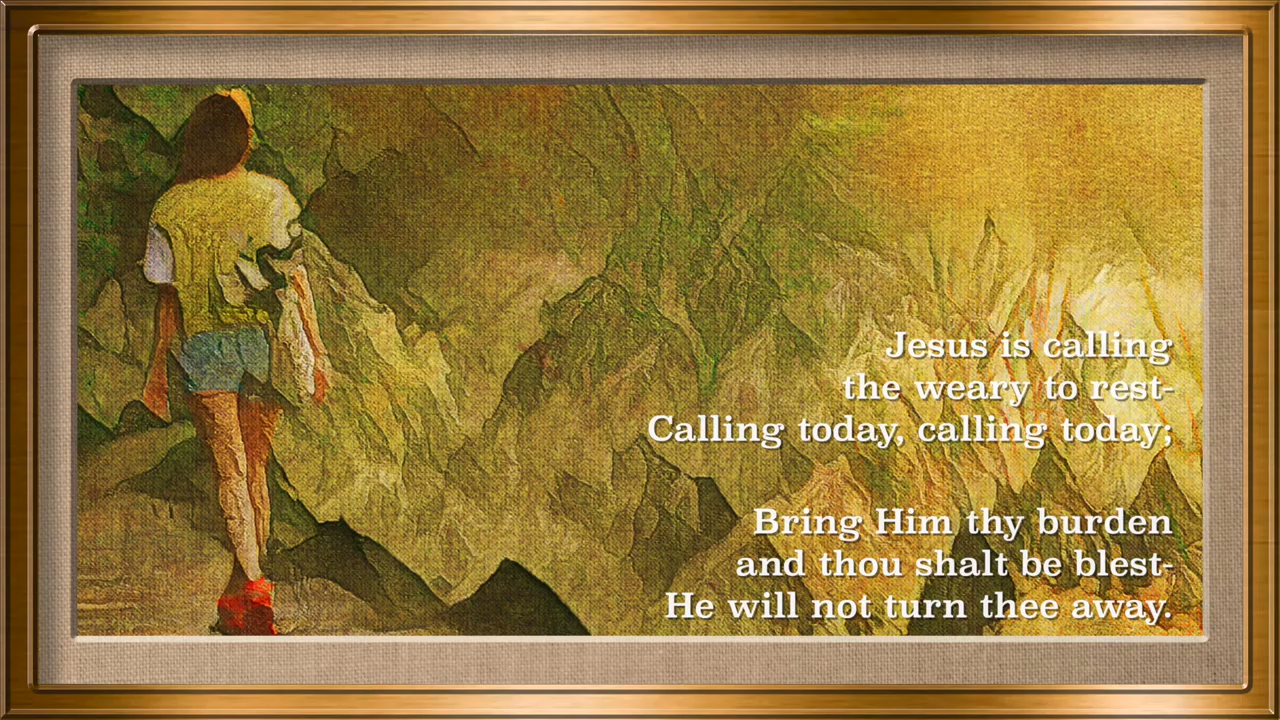 Jesus is calling
the weary to rest-
Calling today, calling today;
Bring Him thy burden
and thou shalt be blest-
He will not turn thee away.